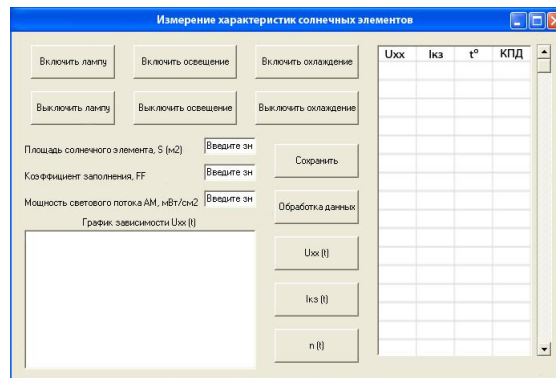 Измерение характеристик солнечных элементов
Включить лампу
Включить освещение
Включить охлаждение
Выключить лампу
Выключить освещение
Выключить охлаждение
Площадь солнечного элемента, S (м2)
Введите зн
Коэффициент заполнения, FF
Введите зн
Мощность светового потока АМ, мВт/см2
Введите зн
График зависимости Uxx (t)
Сохранить
Обработка данных
Uxx (t)
Iкз (t)
n (t)
Uxx Iкз t° КПД